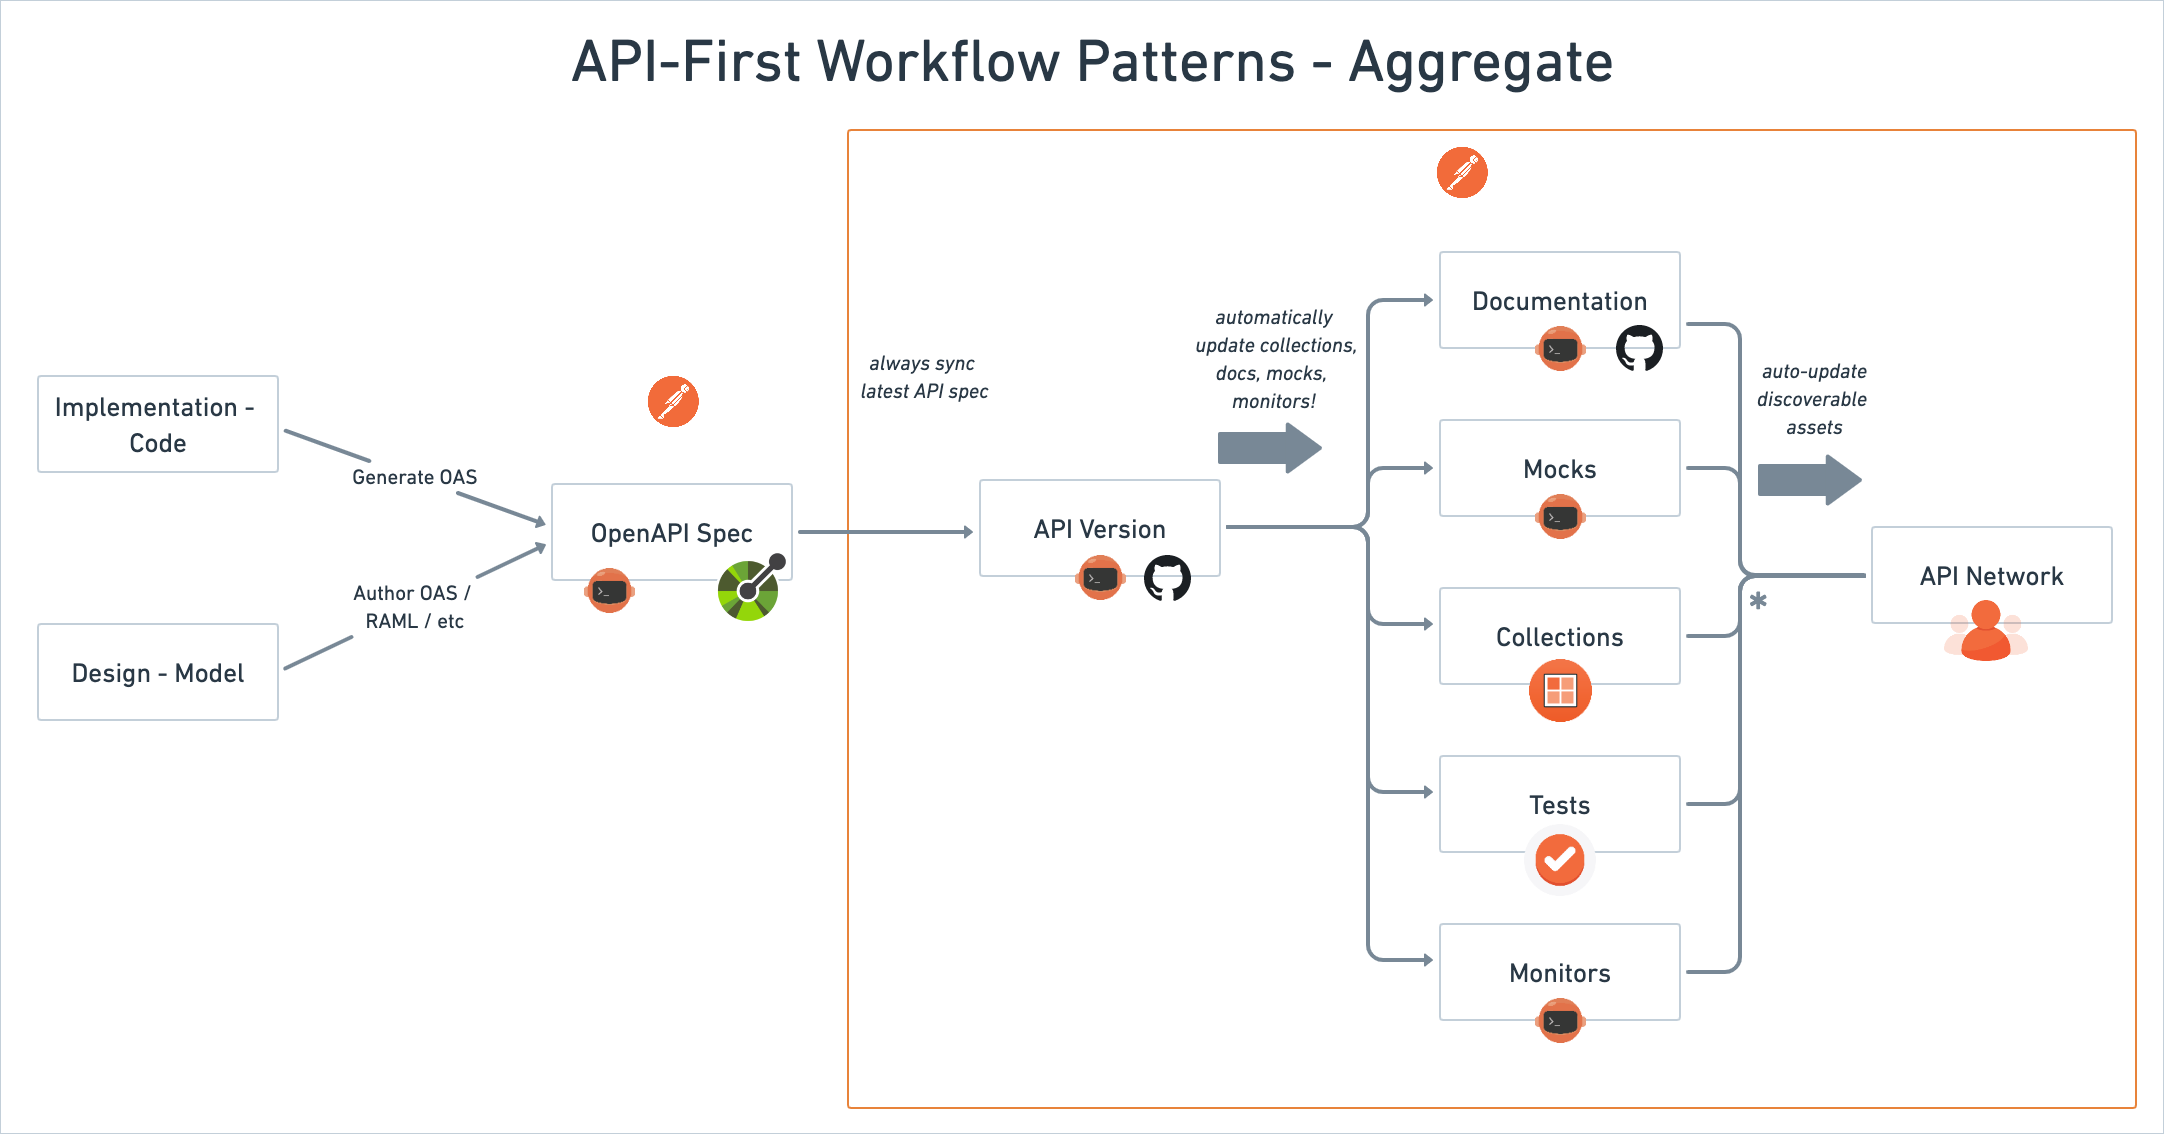 API-First Workflow Patterns - Aggregate
Implementation -
Code
Generate OAS
Author OAS /
RAML / etc
Design - Model
OpenAPI Spec
always sync
latest API spec
API Version
automatically
update collections,
docs, mocks,
monitors!
Documentation
Mocks
Collections
Tests
Monitors
auto-update
discoverable
assets
*
API Network